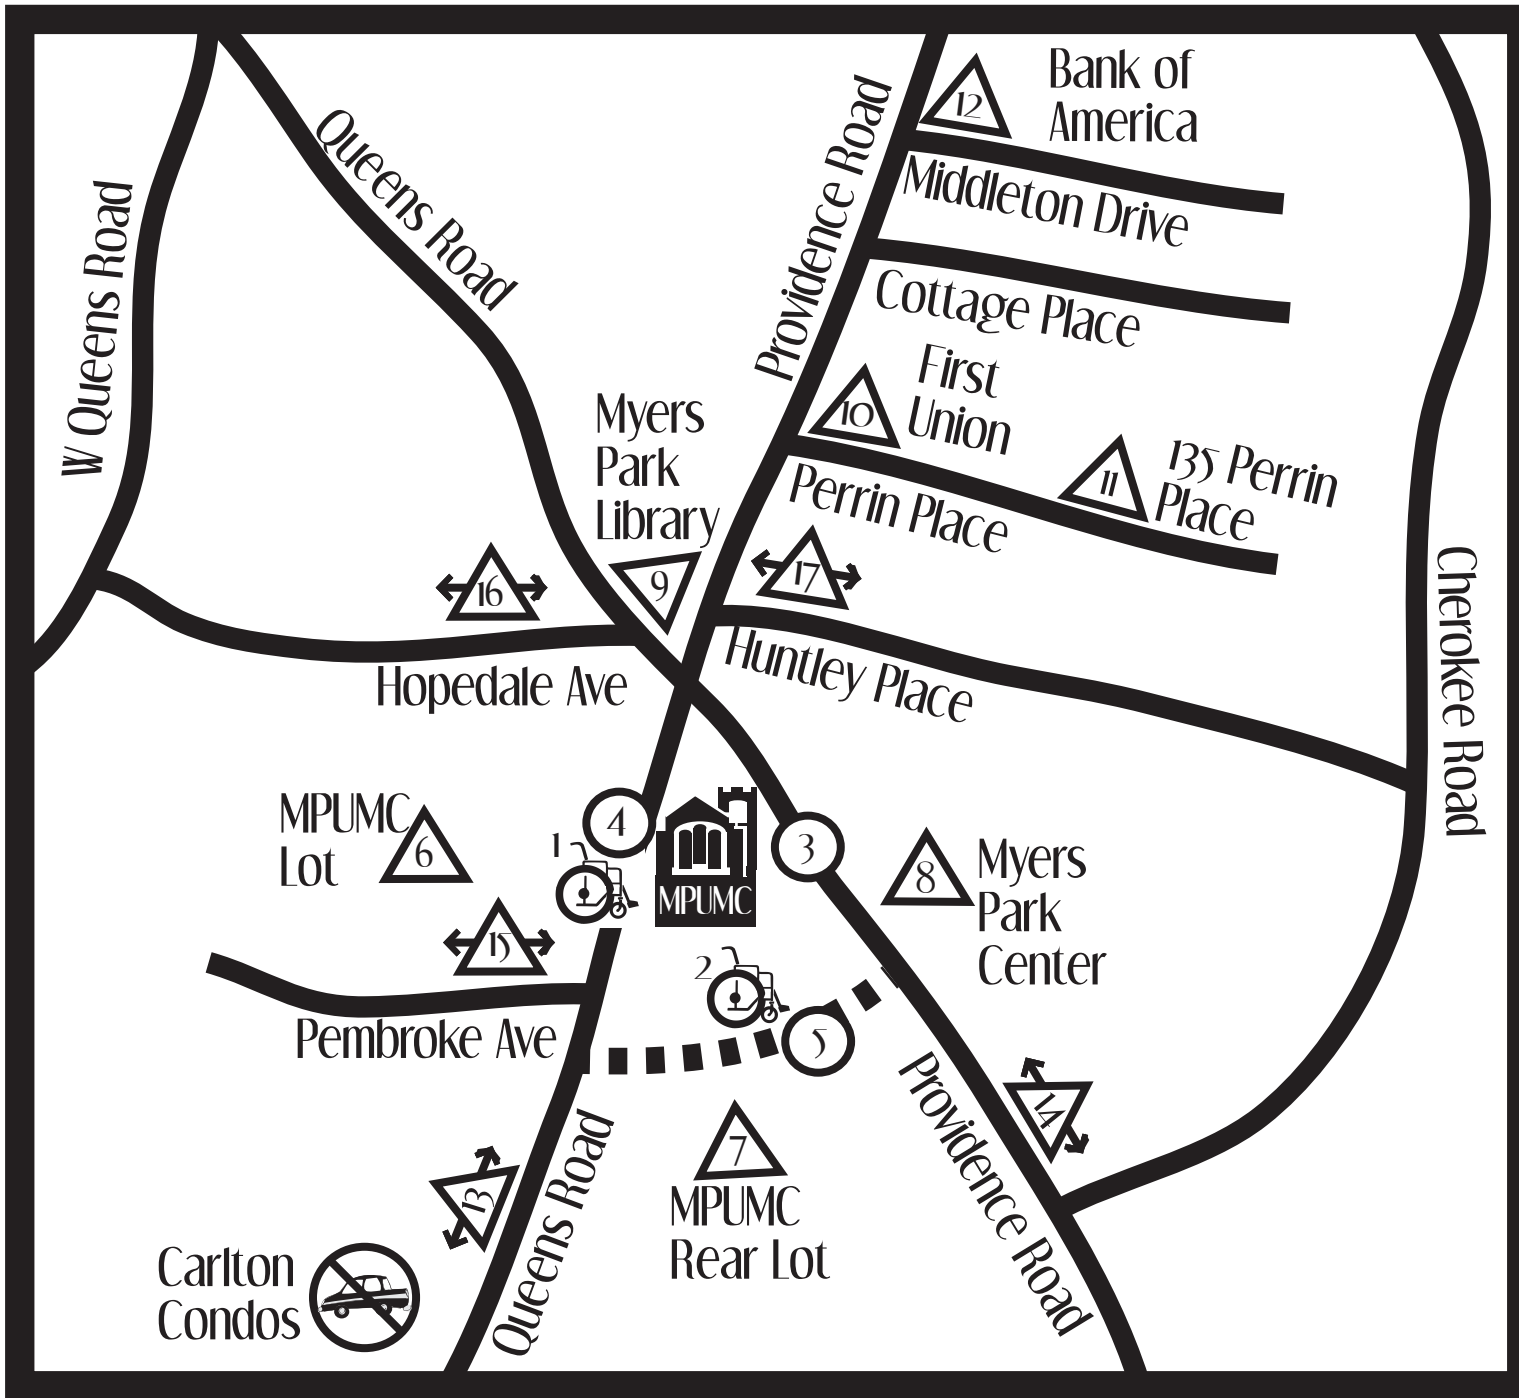 Bank of
America
12
Queens Road
Providence Road
Middleton Drive
W Queens Road
Cottage Place
First
Union
10
Myers
Park
Library
135 Perrin
Place
11
Perrin Place
9
17
16
Cherokee Road
Hopedale Ave
Huntley Place
MPUMC
Lot
6
4
3
1
8
Myers
Park
Center
MPUMC
15
2
Pembroke Ave
5
Providence Road
14
7
MPUMC
Rear Lot
13
Queens Road
Carlton
Condos